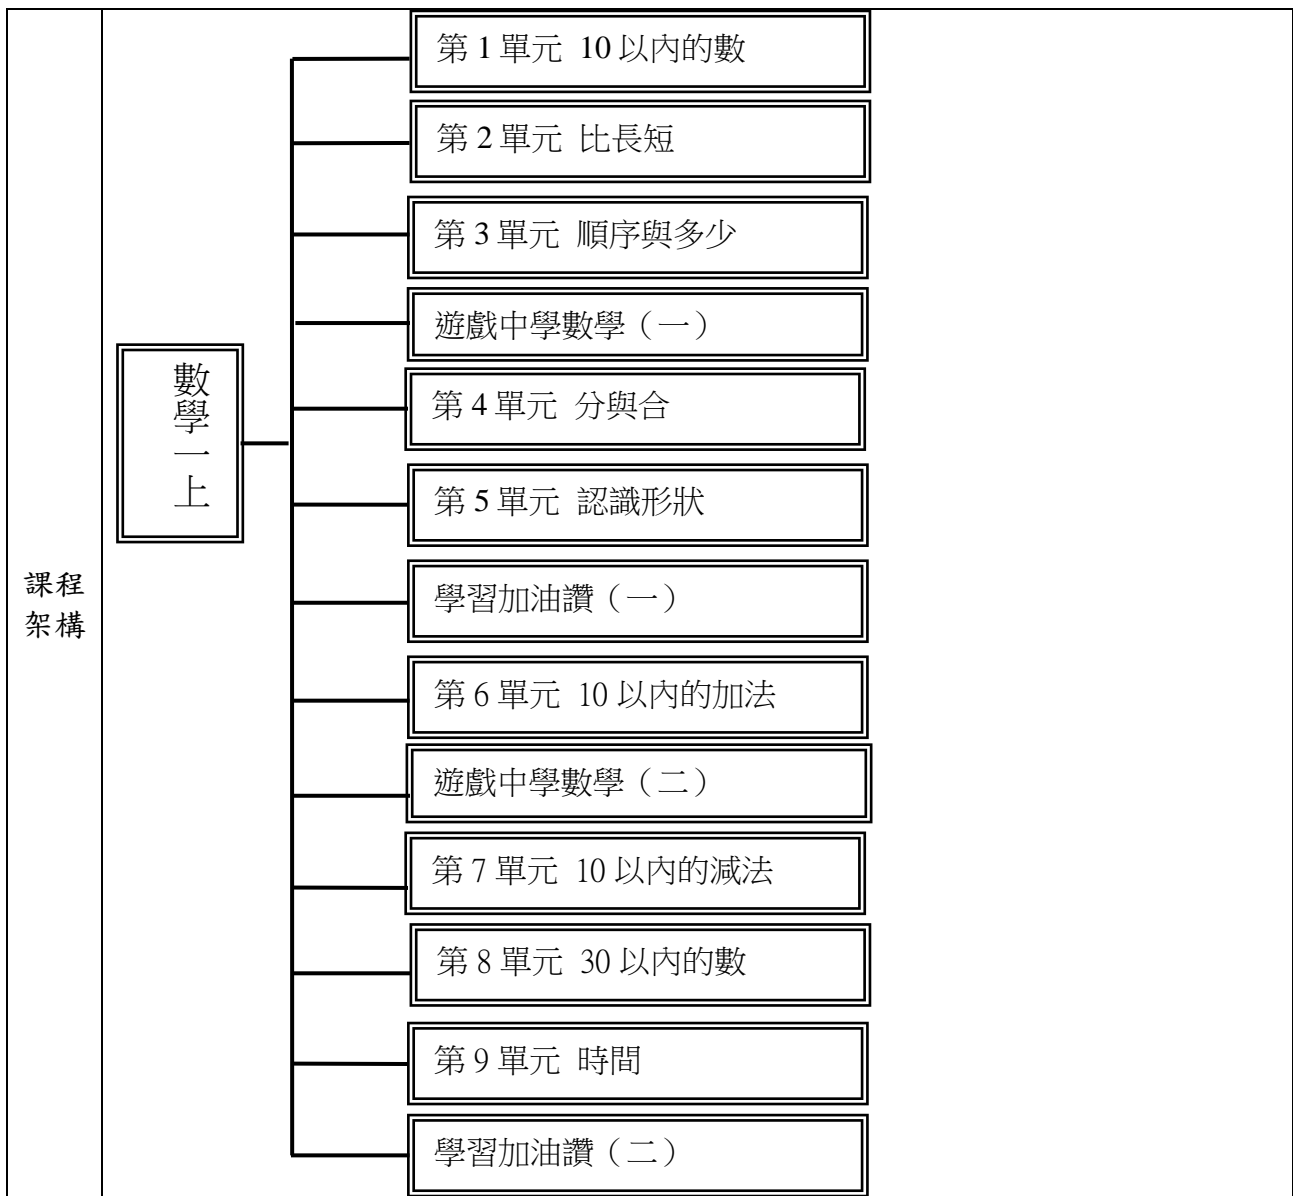 課程
架構
數學一上
第 1 單元 10 以內的數
第 2 單元 比長短
第 3 單元 順序與多少
遊戲中學數學（一）
第 4 單元 分與合
第 5 單元 認識形狀
學習加油讚（一）
第 6 單元 10 以內的加法
遊戲中學數學（二）
第 7 單元 10 以內的減法
第 8 單元 30 以內的數
第 9 單元 時間
學習加油讚（二）